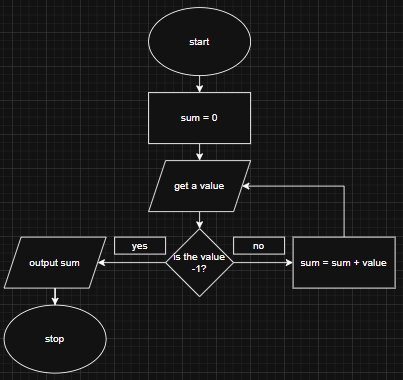 start
sum = 0
get a value
yes
no
output sum
is the value
-1?
sum = sum + value
stop